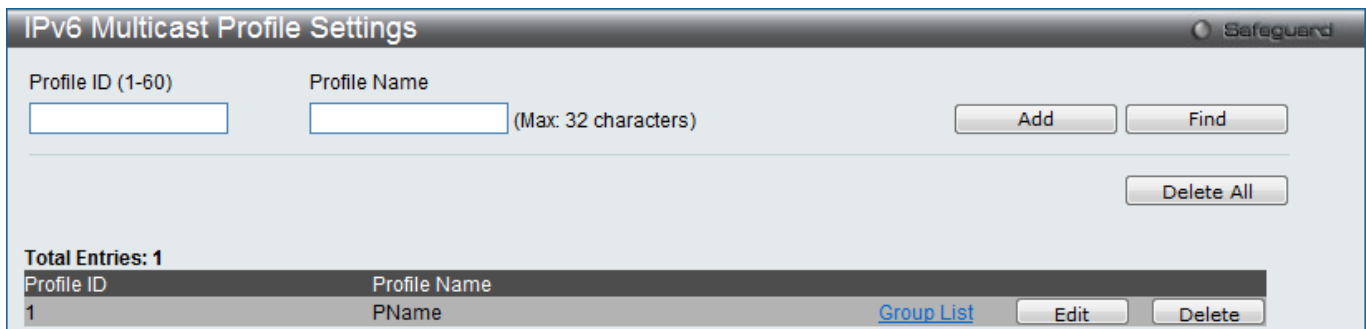 IPv6 Multicast Profile Settings
Safeguard
Profile ID (1-60) Profile Name
(Max: 32 characters) Add Find
Delete All
Total Entries: 1
Profile ID Profile Name
1 PName Group List Edit Delete